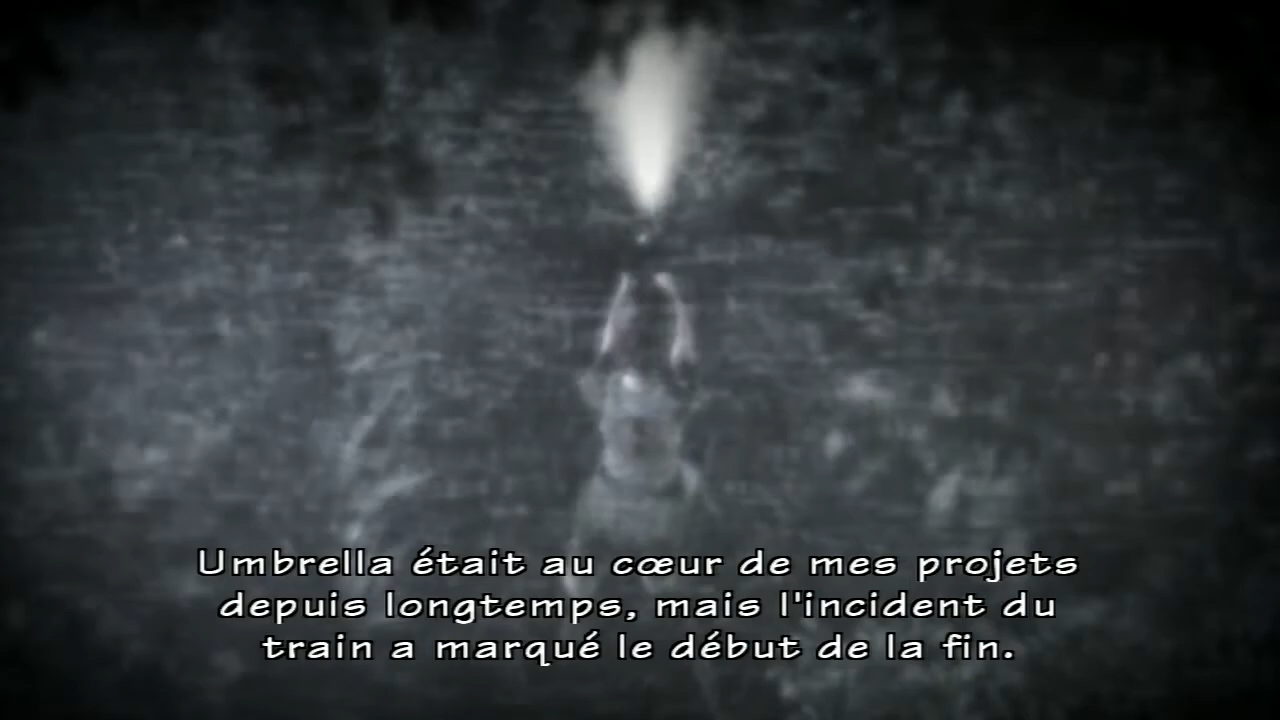 Umbrella était au cœur de mes projets
depuis longtemps, mais l'incident du
train a marqué le début de la fin.